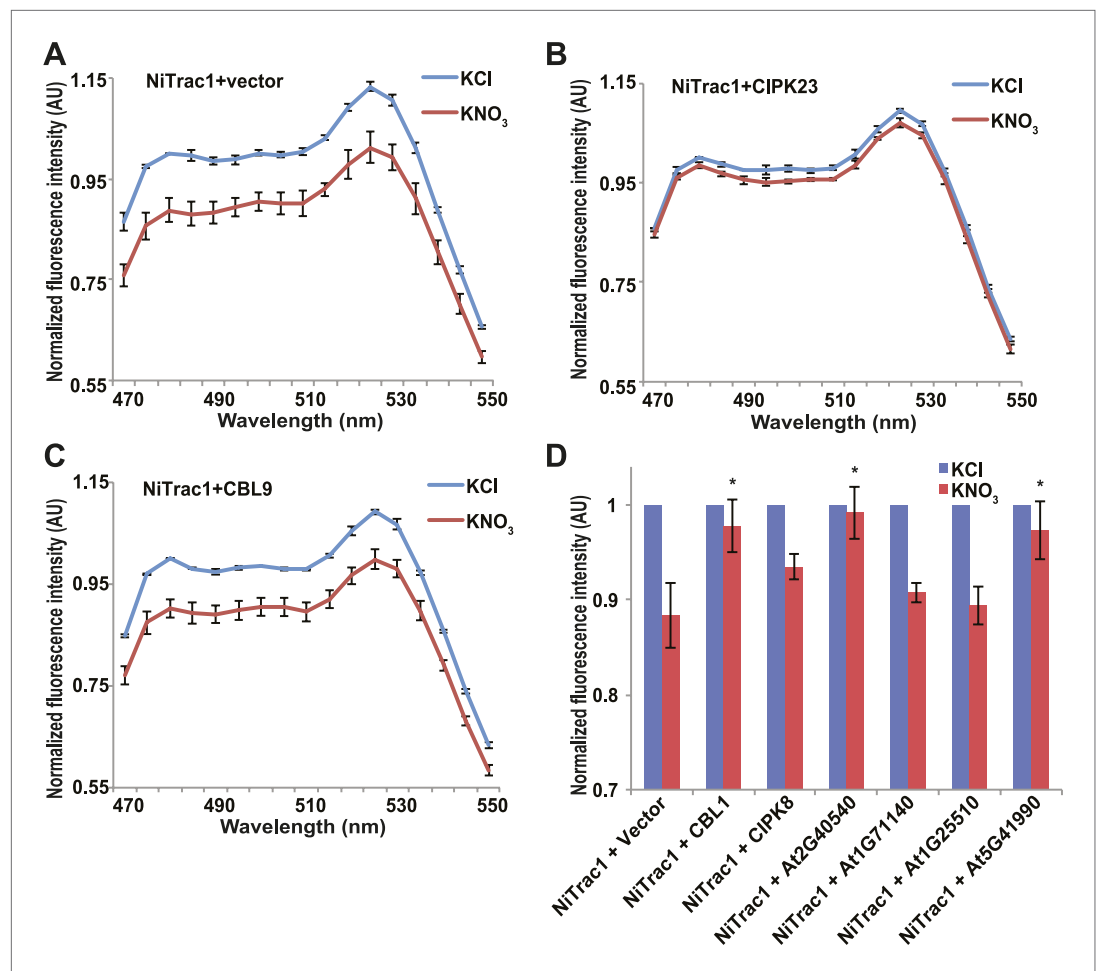 A
NiTrac1+vector
KCl
KNO3
Normalized fluorescence intensity (AU)
1.15
0.95
0.75
0.55
470
490
510
530
550
Wavelength (nm)
B
NiTrac1+CIPK23
KCl
KNO3
Normalized fluorescence intensity (AU)
1.15
0.95
0.75
0.55
470
490
510
530
550
Wavelength (nm)
C
NiTrac1+CBL9
KCl
KNO3
Normalized fluorescence intensity (AU)
1.15
0.95
0.75
0.55
470
490
510
530
550
Wavelength (nm)
D
KCl
KNO3
Normalized fluorescence intensity (AU)
1
0.9
0.8
0.7
*
*
*
NiTrac1 + Vector
NiTrac1 + CBL1
NiTrac1 + CIPK8
NiTrac1 + At2G40540
NiTrac1 + At1G71140
NiTrac1 + At1G25510
NiTrac1 + At5G41990